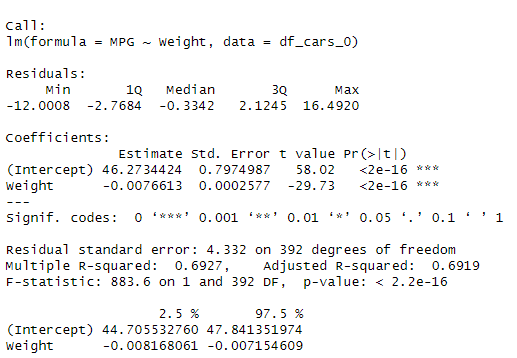 Call:
lm(formula = MPG ~ Weight, data = df_cars_0)
Residuals:
     Min       1Q   Median       3Q      Max
-12.0008  -2.7684  -0.3342   2.1245  16.4920
Coefficients:
              Estimate Std. Error t value Pr(>|t|)
(Intercept) 46.2734424  0.7974987   58.02   <2e-16 ***
Weight      -0.0076613  0.0002577  -29.73   <2e-16 ***
---
Signif. codes:  0 ‘***’ 0.001 ‘**’ 0.01 ‘*’ 0.05 ‘.’ 0.1 ‘ ’ 1
Residual standard error: 4.332 on 392 degrees of freedom
Multiple R-squared:  0.6927,	Adjusted R-squared:  0.6919
F-statistic: 883.6 on 1 and 392 DF,  p-value: < 2.2e-16
                   2.5 %       97.5 %
(Intercept) 44.705532760 47.841351974
Weight      -0.008168061 -0.007154609